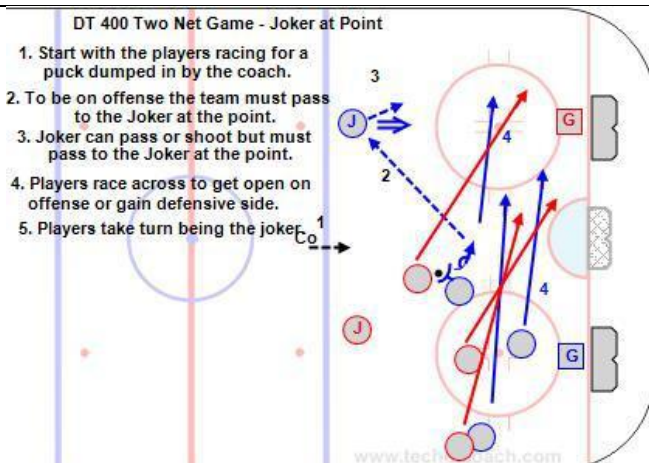 DT 400 Two Net Game - Joker at Point
1. Start with the players racing for a
puck dumped in by the coach.
2. To be on offense the team must pass
to the Joker at the point.
3. Joker can pass or shoot but must
pass to the Joker at the point.
4. Players race across to get open on
offense or gain defensive side.
5. Players take turn being the joker.
3
J
G
4
2
Co
1
4
J
G